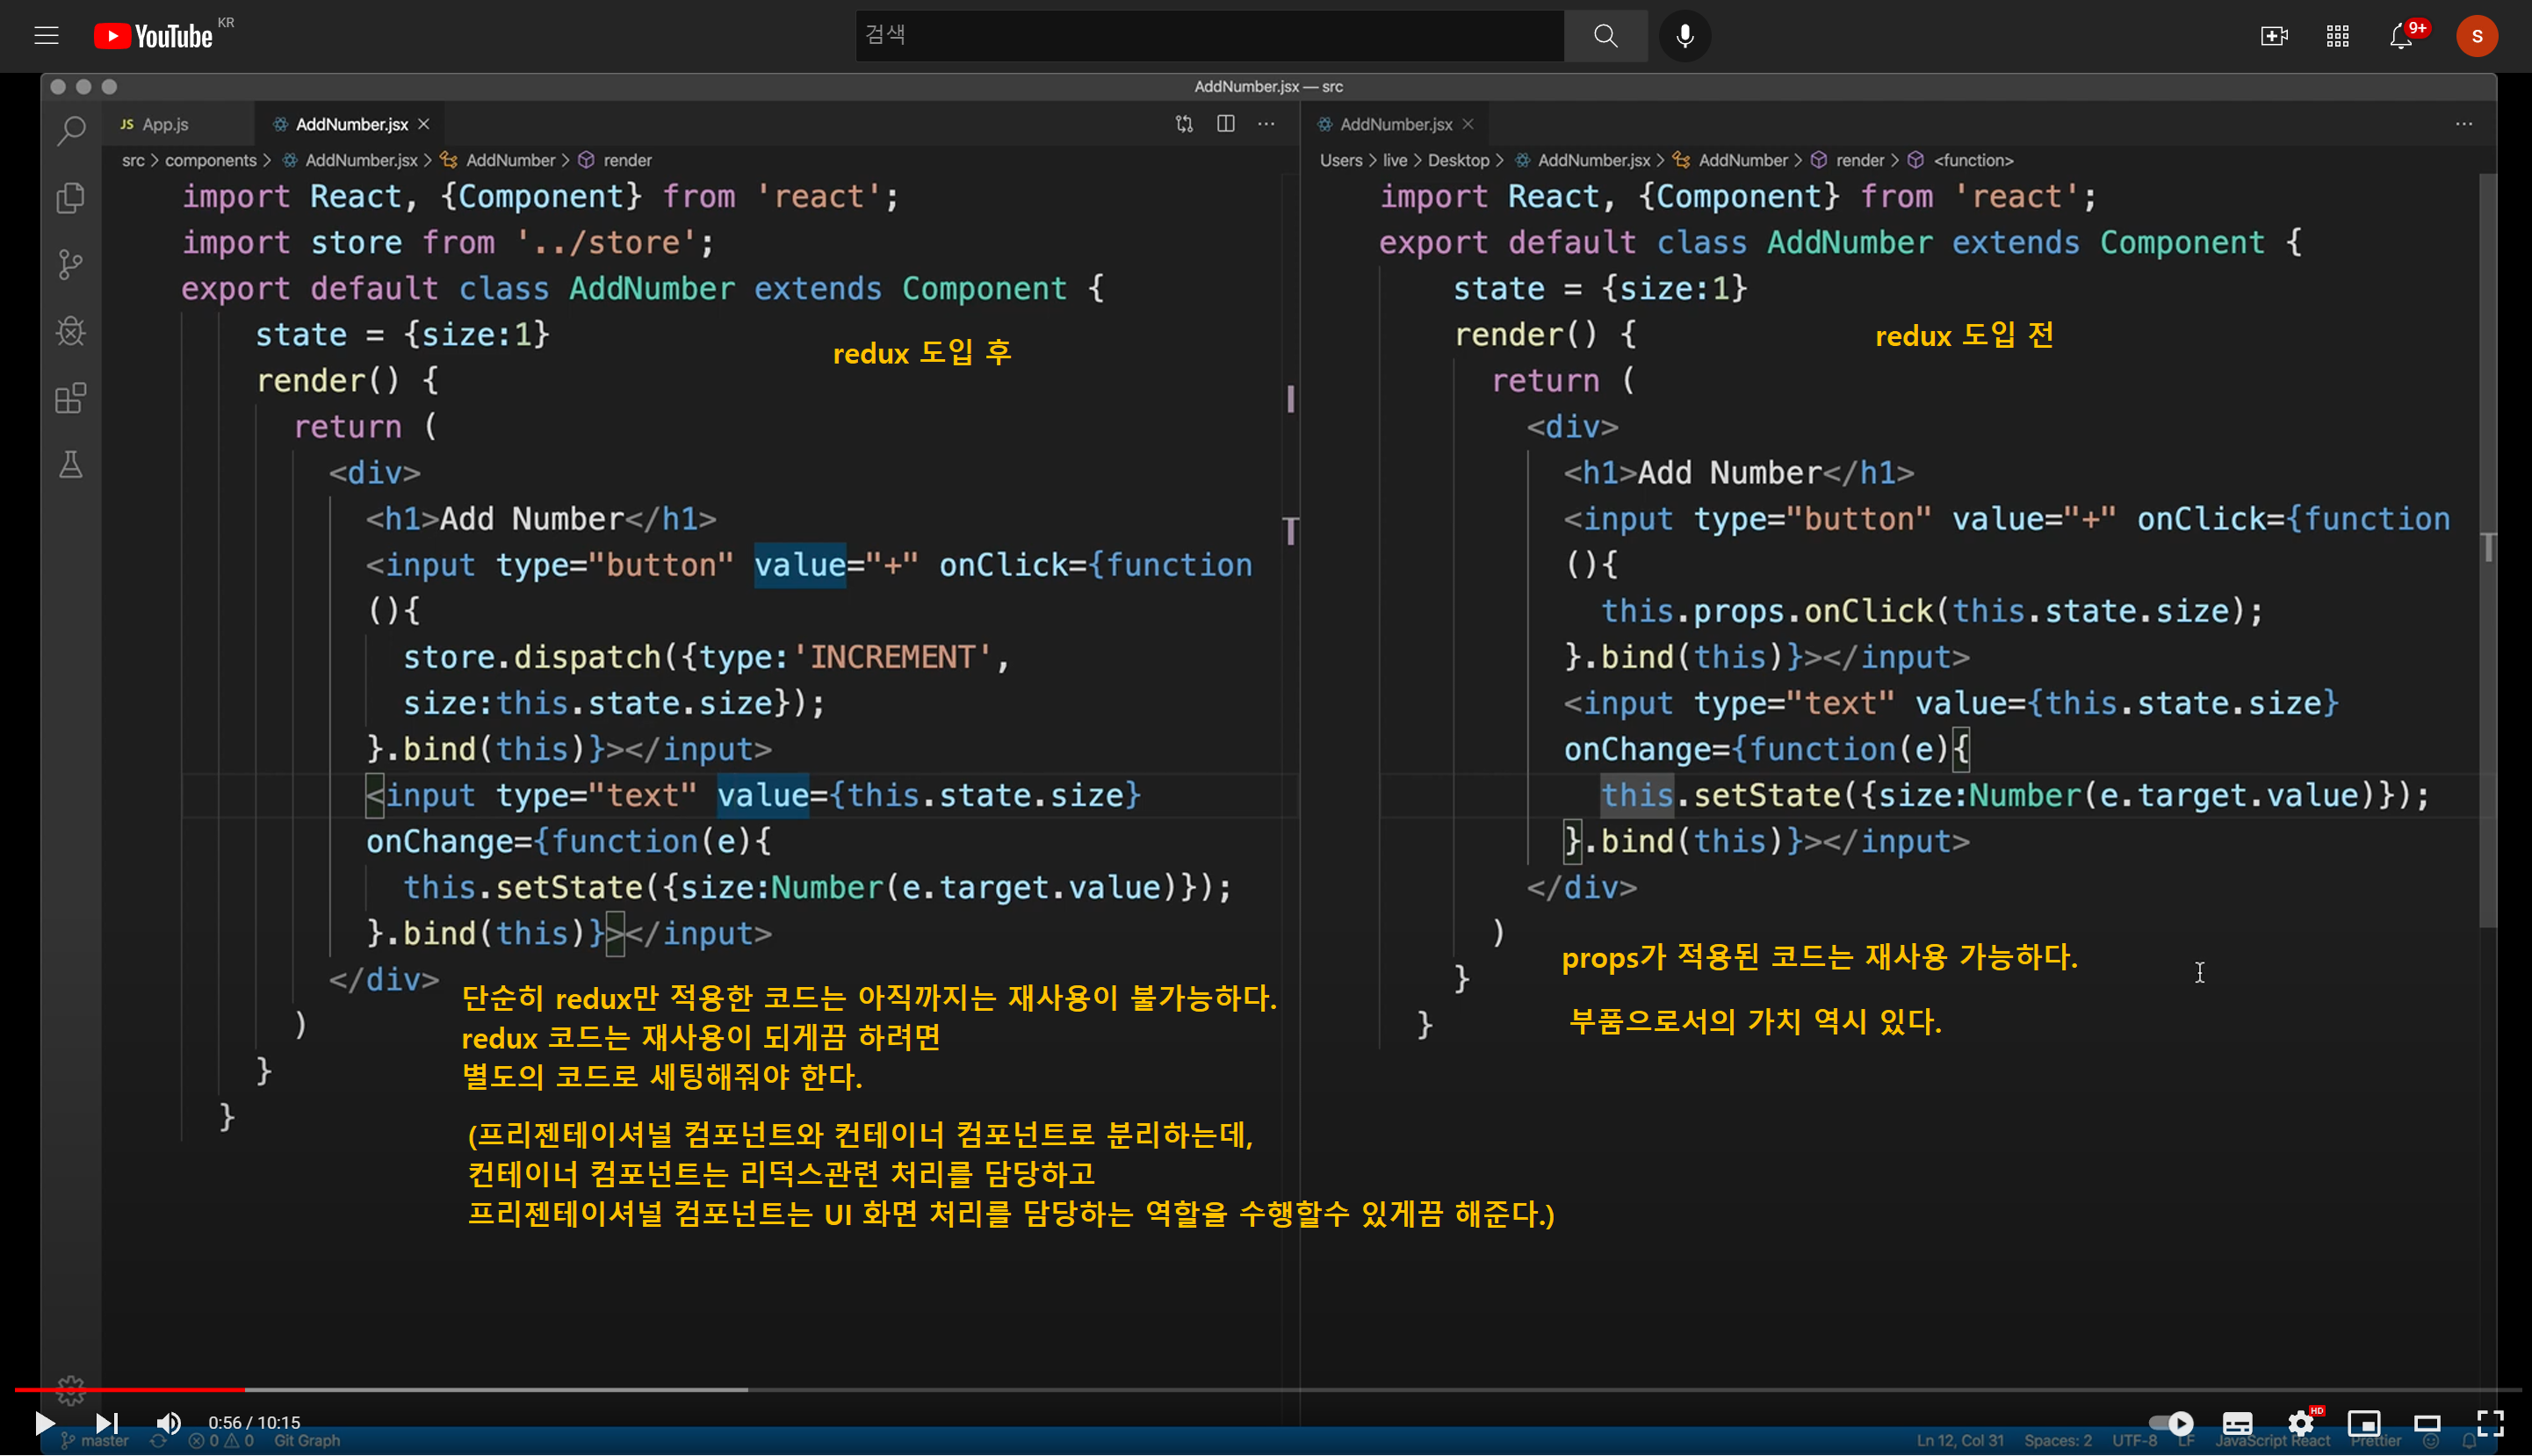 YouTube KR
검색
9+
S
AddNumber.jsx — src
JS App.js
AddNumber.jsx
src > components > AddNumber.jsx > AddNumber > render
import React, {Component} from 'react';
import store from '../store';
export default class AddNumber extends Component {
state = {size:1}
redux 도입 후
render() {
return (
<div>
<h1>Add Number</h1>
<input type="button" value="+" onClick={function
(){
store.dispatch({type:'INCREMENT',
size:this.state.size});
}.bind(this)}></input>
<input type="text" value={this.state.size}
onChange={function(e){
this.setState({size:Number(e.target.value)});
}.bind(this)}></input>
</div>
)
}
}
단순히 redux만 적용한 코드는 아직까지는 재사용이 불가능하다.
redux 코드는 재사용이 되게끔 하려면
별도의 코드로 세팅해줘야 한다.
(프리젠테이셔널 컴포넌트와 컨테이너 컴포넌트로 분리하는데,
컨테이너 컴포넌트는 리덕스관련 처리를 담당하고
프리젠테이셔널 컴포넌트는 UI 화면 처리를 담당하는 역할을 수행할수 있게끔 해준다.)
AddNumber.jsx
Users > live > Desktop > AddNumber.jsx > AddNumber > render > <function>
import React, {Component} from 'react';
export default class AddNumber extends Component {
state = {size:1}
render() {
redux 도입 전
return (
<div>
<h1>Add Number</h1>
<input type="button" value="+" onClick={function
(){
this.props.onClick(this.state.size);
}.bind(this)}></input>
<input type="text" value={this.state.size}
onChange={function(e){
this.setState({size:Number(e.target.value)});
}.bind(this)}></input>
</div>
)
}
}
props가 적용된 코드는 재사용 가능하다.
부품으로서의 가치 역시 있다.
0:56 / 10:15
HD
master
0 0
Git Graph
Ln 12, Col 31
Spaces: 2
UTF-8
LF
JavaScript React
Prettier